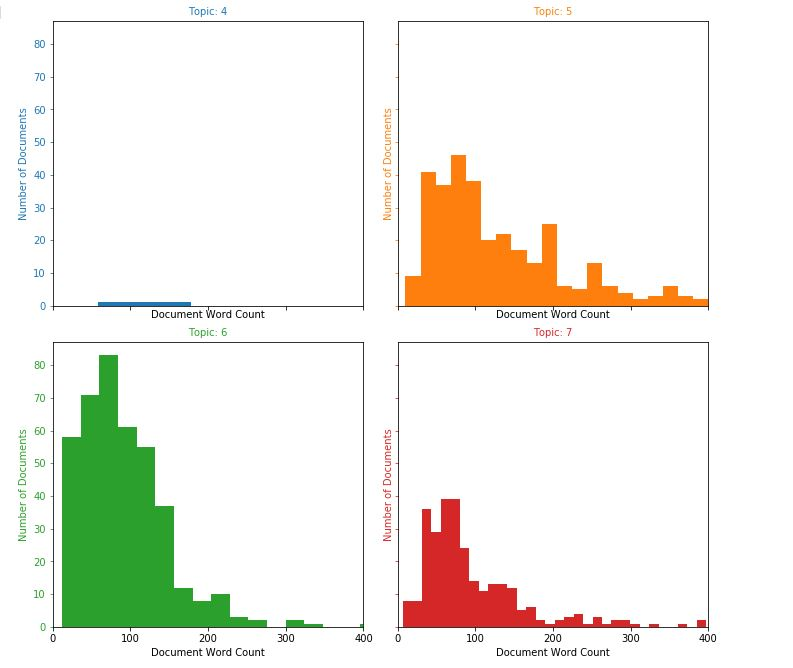 Topic: 4
Topic: 5
Number of Documents
80
70
60
50
40
30
20
10
0
Number of Documents
Document Word Count
Document Word Count
Topic: 6
Topic: 7
Number of Documents
80
70
60
50
40
30
20
10
0
Number of Documents
0 100 200 300 400
0 100 200 300 400
Document Word Count
Document Word Count